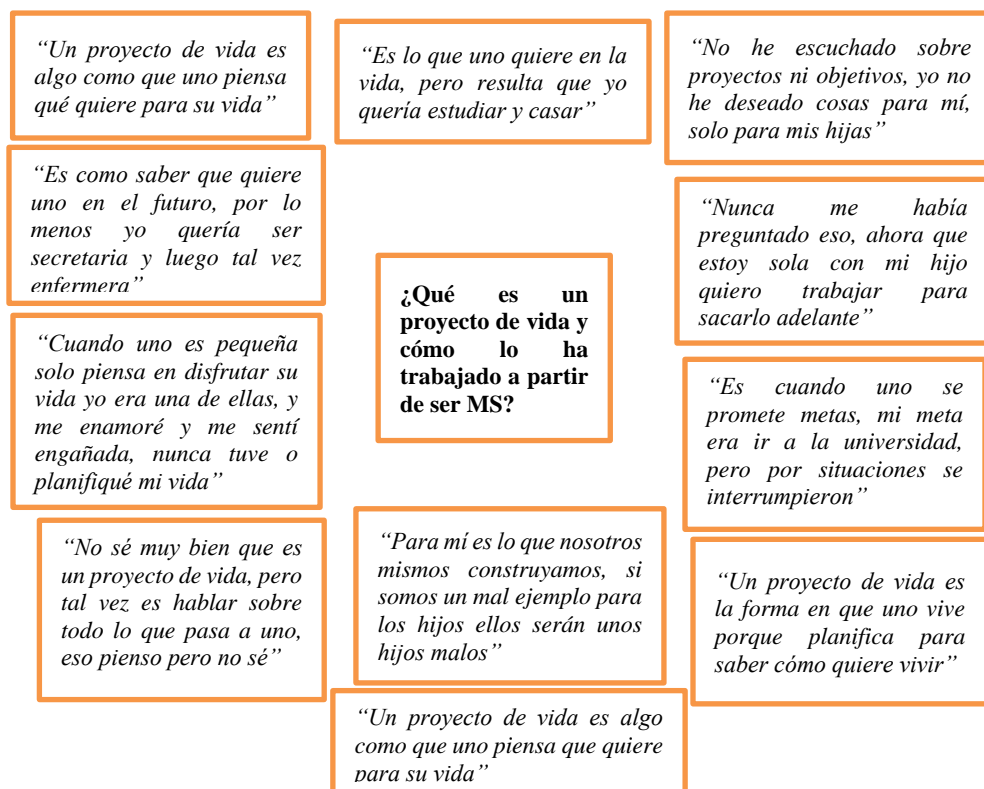 “Un proyecto de vida es
algo como que uno piensa
qué quiere para su vida”
“Es lo que uno quiere en la
vida, pero resulta que yo
quería estudiar y casar”
“No he escuchado sobre
proyectos ni objetivos, yo no
he deseado cosas para mí,
solo para mis hijas”
“Es como saber que quiere
uno en el futuro, por lo
menos yo quería ser
secretaria y luego tal vez
enfermera”
“Nunca me había
preguntado eso, ahora que
estoy sola con mi hijo
quiero trabajar para
sacarlo adelante”
¿Qué es un
proyecto de vida y
cómo lo ha
trabajado a partir
de ser MS?
“Cuando uno es pequeña
solo piensa en disfrutar su
vida yo era una de ellas, y
me enamoré y me sentí
engañada, nunca tuve o
planifiqué mi vida”
“Es cuando uno se
promete metas, mi meta
era ir a la universidad,
pero por situaciones se
interrumpieron”
“No sé muy bien que es
un proyecto de vida, pero
tal vez es hablar sobre
todo lo que pasa a uno,
eso pienso pero no sé”
“Para mí es lo que nosotros
mismos construyamos, si
somos un mal ejemplo para
los hijos ellos serán unos
hijos malos”
“Un proyecto de vida es
la forma en que uno vive
porque planifica para
saber cómo quiere vivir”
“Un proyecto de vida es algo
como que uno piensa que quiere
para su vida”